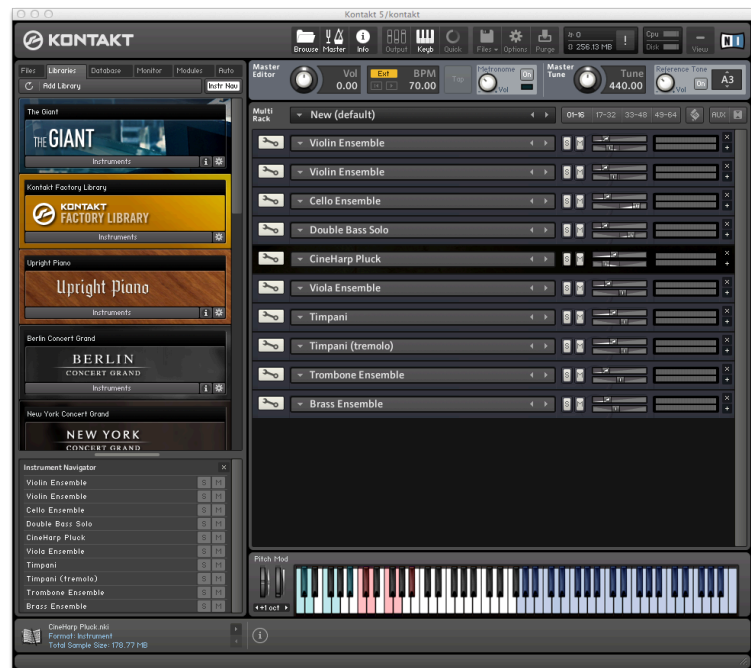 Kontakt 5/kontakt
KONTAKT
Browse Master Info Output Keyb Quick Files Options Purge
0
0 256.13 MB
!
Cpu
Disk
View
NI
Files Libraries Database Monitor Modules Auto
Add Library
Instr Nav
Master Editor
Vol
0.00
Ext
BPM
70.00
Tap
Metronome
On
Vol
Master Tune
Tune
440.00
Reference Tone
On
Vol
A3
Multi Rack
New (default)
01-16 17-32 33-48 49-64
AUX
The Giant
THE GIANT
Instruments
i
Kontakt Factory Library
KONTAKT
FACTORY LIBRARY
Instruments
Upright Piano
Upright Piano
Instruments
i
Berlin Concert Grand
BERLIN
CONCERT GRAND
Instruments
i
New York Concert Grand
NEW YORK
CONCERT GRAND
Violin Ensemble S M
Violin Ensemble S M
Cello Ensemble S M
Double Bass Solo S M
CineHarp Pluck S M
Viola Ensemble S M
Timpani S M
Timpani (tremolo) S M
Trombone Ensemble S M
Brass Ensemble S M
Instrument Navigator
Violin Ensemble S M
Violin Ensemble S M
Cello Ensemble S M
Double Bass Solo S M
CineHarp Pluck S M
Viola Ensemble S M
Timpani S M
Timpani (tremolo) S M
Trombone Ensemble S M
Brass Ensemble S M
Pitch Mod
+1 oct
CineHarp Pluck.nki
Format: Instrument
Total Sample Size: 178.77 MB
i